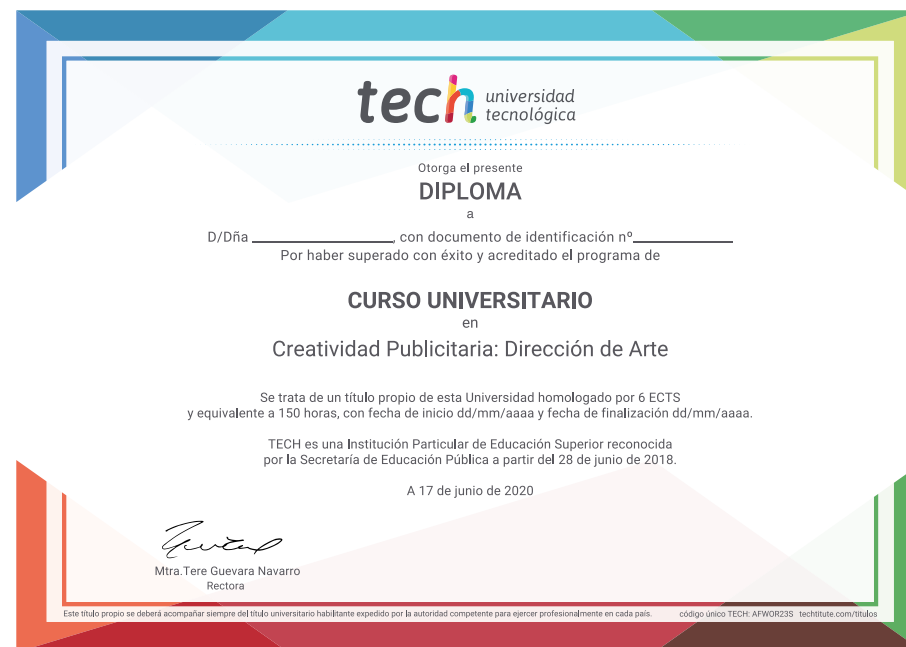 tech universidad
tecnológica
Otorga el presente
DIPLOMA
a
D/Dña ____________________, con documento de identificación nº______________
Por haber superado con éxito y acreditado el programa de
CURSO UNIVERSITARIO
en
Creatividad Publicitaria: Dirección de Arte
Se trata de un título propio de esta Universidad homologado por 6 ECTS
y equivalente a 150 horas, con fecha de inicio dd/mm/aaaa y fecha de finalización dd/mm/aaaa.
TECH es una Institución Particular de Educación Superior reconocida
por la Secretaría de Educación Pública a partir del 28 de junio de 2018.
A 17 de junio de 2020
Mtra.Tere Guevara Navarro
Rectora
Este título propio se deberá acompañar siempre del título universitario habilitante expedido por la autoridad competente para ejercer profesionalmente en cada país. código único TECH: AFWOR23S techtitute.com/titulos